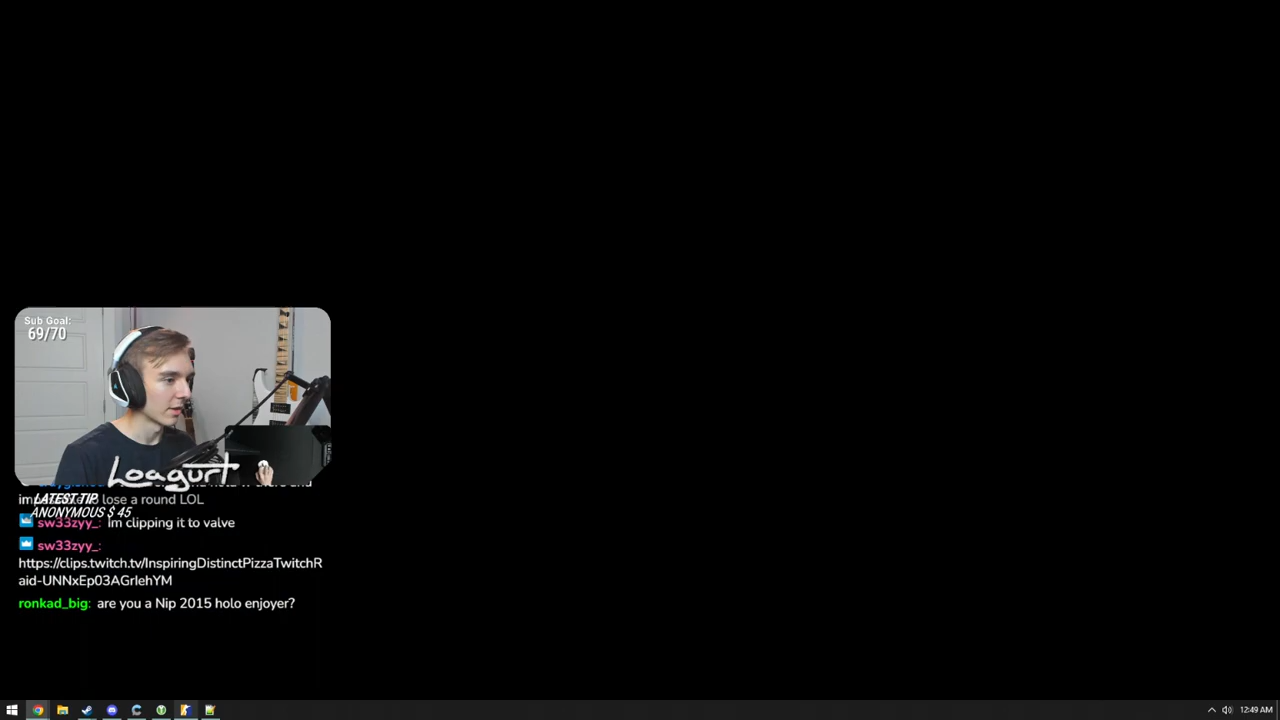 Sub Goal:
69/70
Loagurt
LATEST TIP
ANONYMOUS $ 45
lose a round LOL
sw33zyy_: Im clipping it to valve
sw33zyy_:
https://clips.twitch.tv/InspiringDistinctPizzaTwitchR
aid-UNNxEp03AGrIehYM
ronkad_big: are you a Nip 2015 holo enjoyer?
12:49 AM